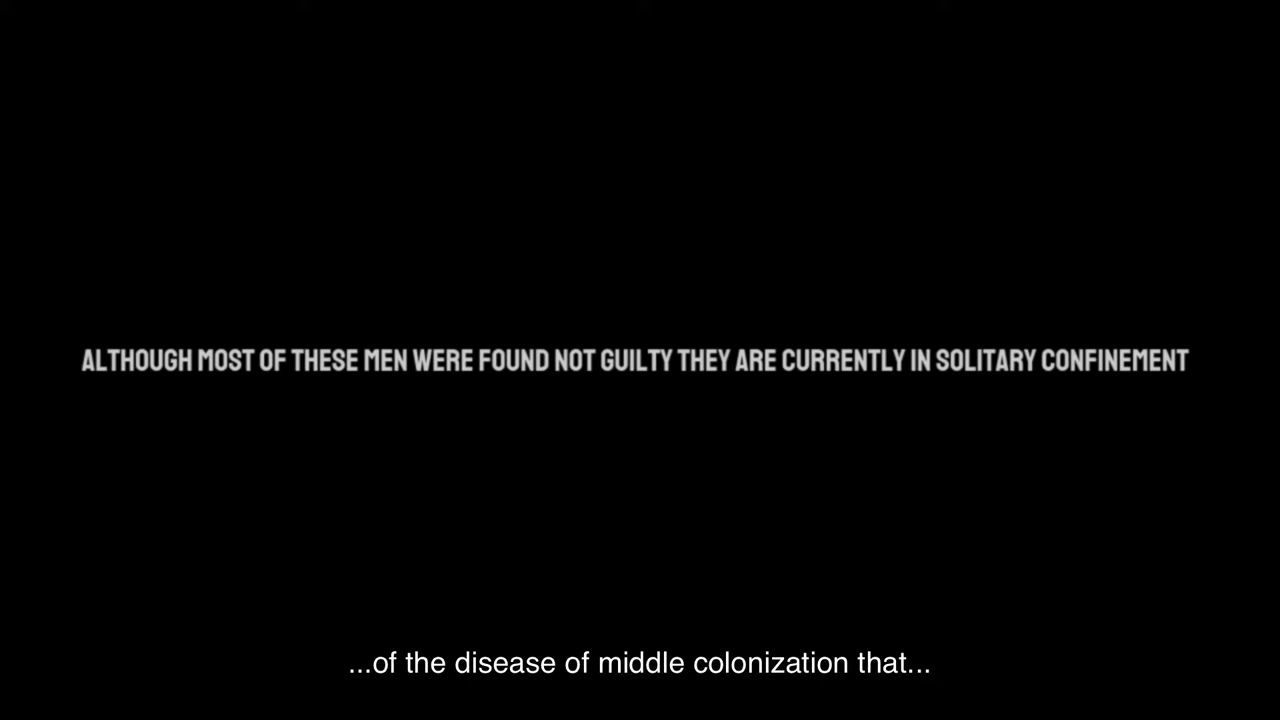 ALTHOUGH MOST OF THESE MEN WERE FOUND NOT GUILTY THEY ARE CURRENTLY IN SOLITARY CONFINEMENT
...of the disease of middle colonization that...